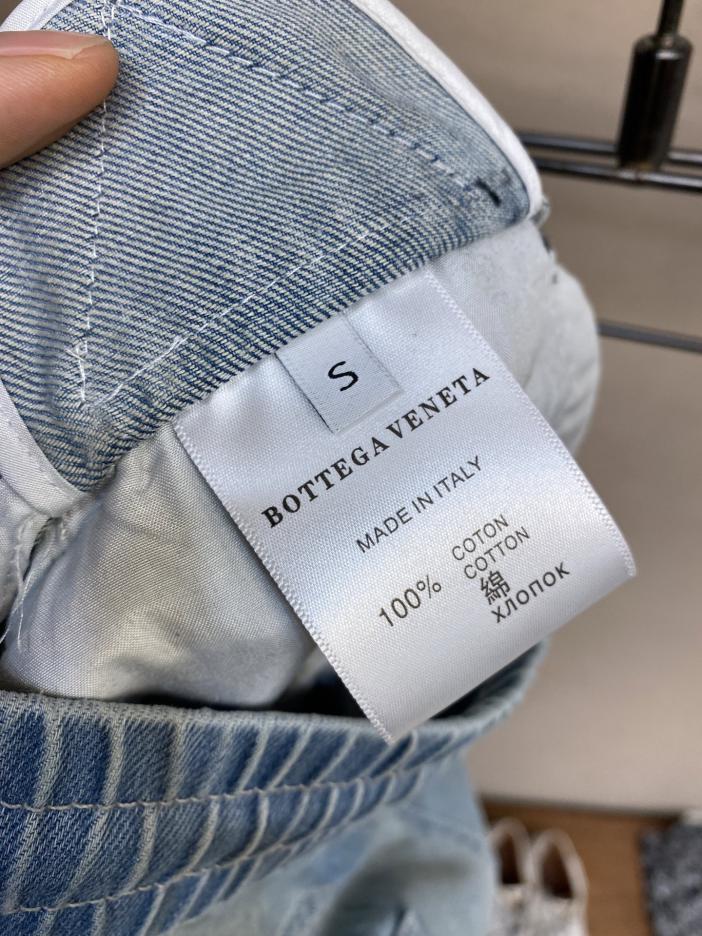 S
BOTTEGA VENETA
MADE IN ITALY
100%
COTON
COTTON
綿
ХЛОПОК